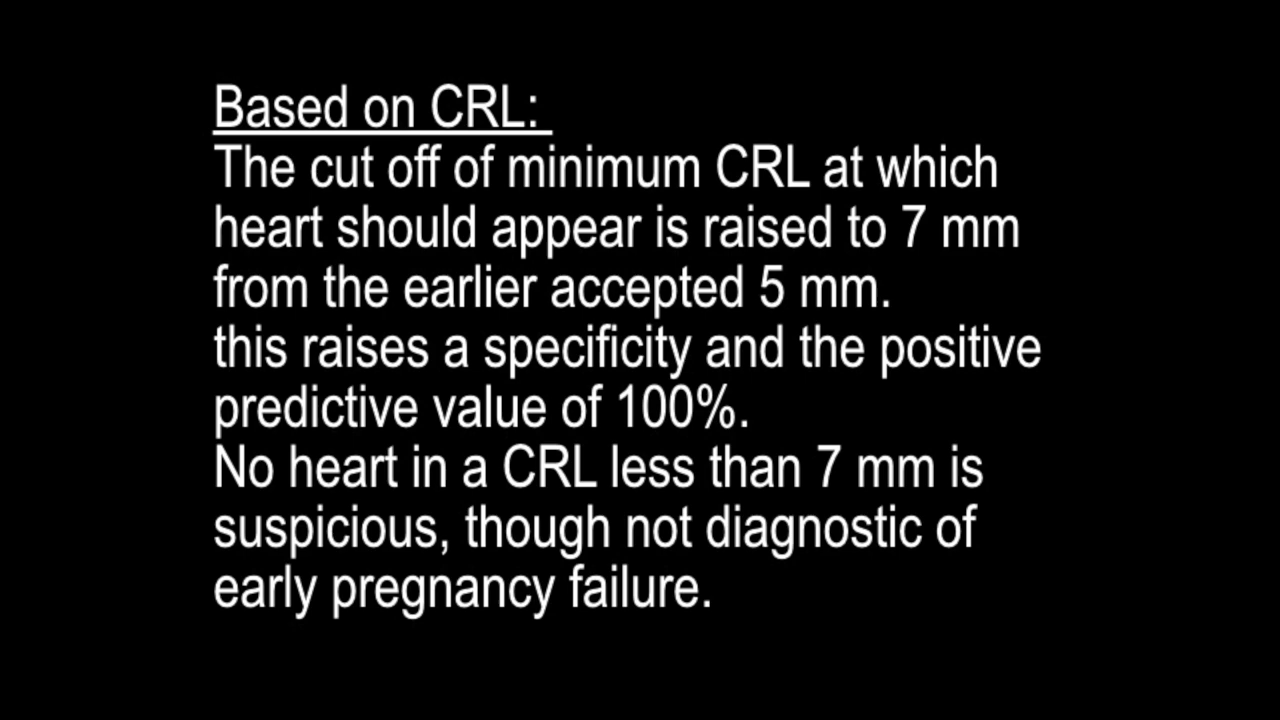 Based on CRL:
The cut off of minimum CRL at which
heart should appear is raised to 7 mm
from the earlier accepted 5 mm.
this raises a specificity and the positive
predictive value of 100%.
No heart in a CRL less than 7 mm is
suspicious, though not diagnostic of
early pregnancy failure.